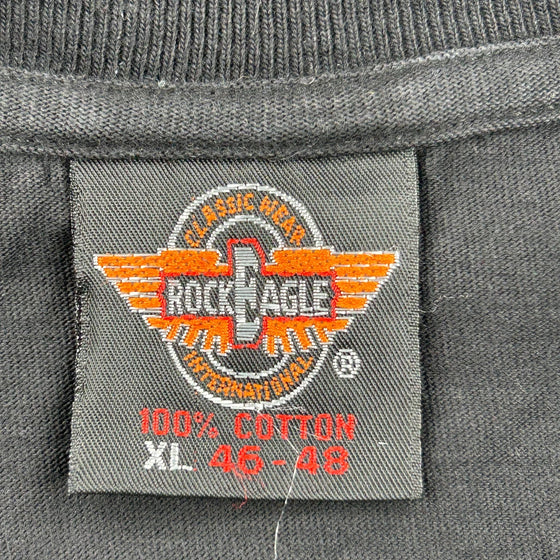 CLASSIC WEAR
ROCK EAGLE
INTERNATIONAL
®
100% COTTON
XL 46-48